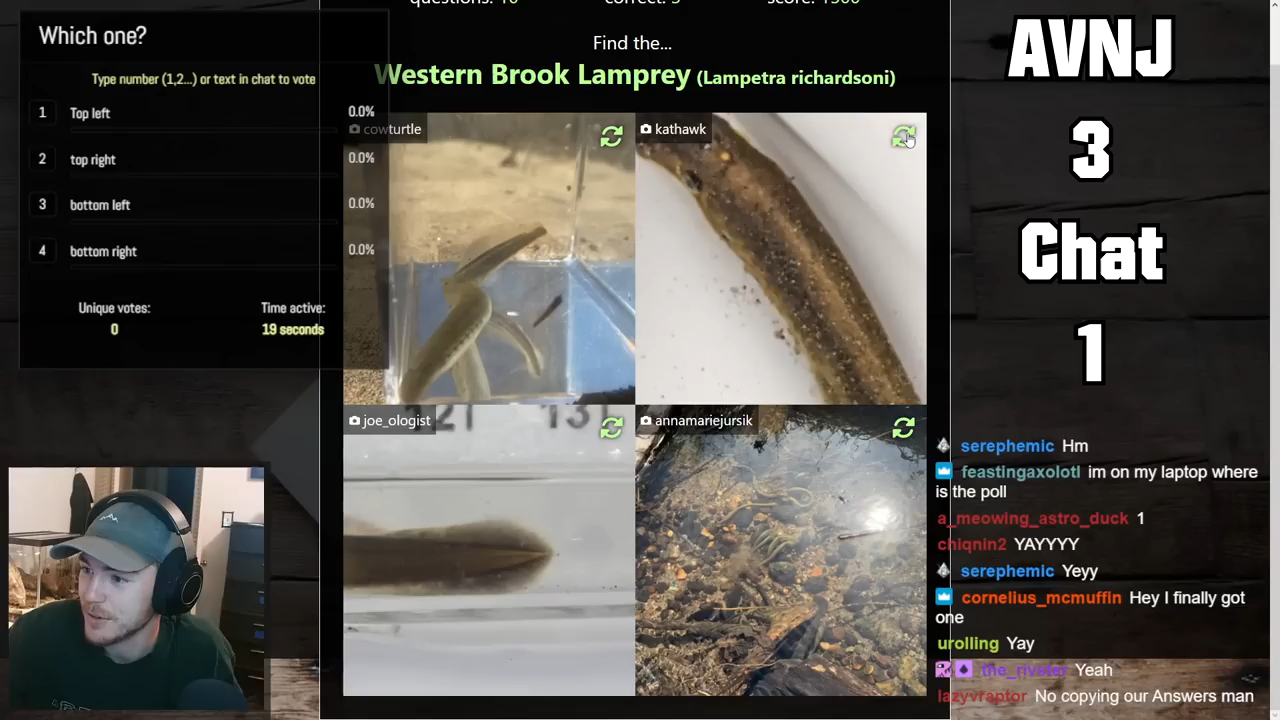 questions: 10 correct: 3 score: 1500
Find the...
Western Brook Lamprey (Lampetra richardsoni)
Which one?
Type number (1,2...) or text in chat to vote
1 Top left 0.0%
2 top right 0.0%
3 bottom left 0.0%
4 bottom right 0.0%
Unique votes: Time active:
0 19 seconds
cowturtle
kathawk
joe_ologist
21 131
annamariejursik
AVNJ
3
Chat
1
serephemic Hm
feastingaxolotl im on my laptop where
is the poll
a_meowing_astro_duck 1
chiqnin2 YAYYYY
serephemic Yeyy
cornelius_mcmuffin Hey I finally got
one
urolling Yay
the_rivster Yeah
lazyvraptor No copying our Answers man